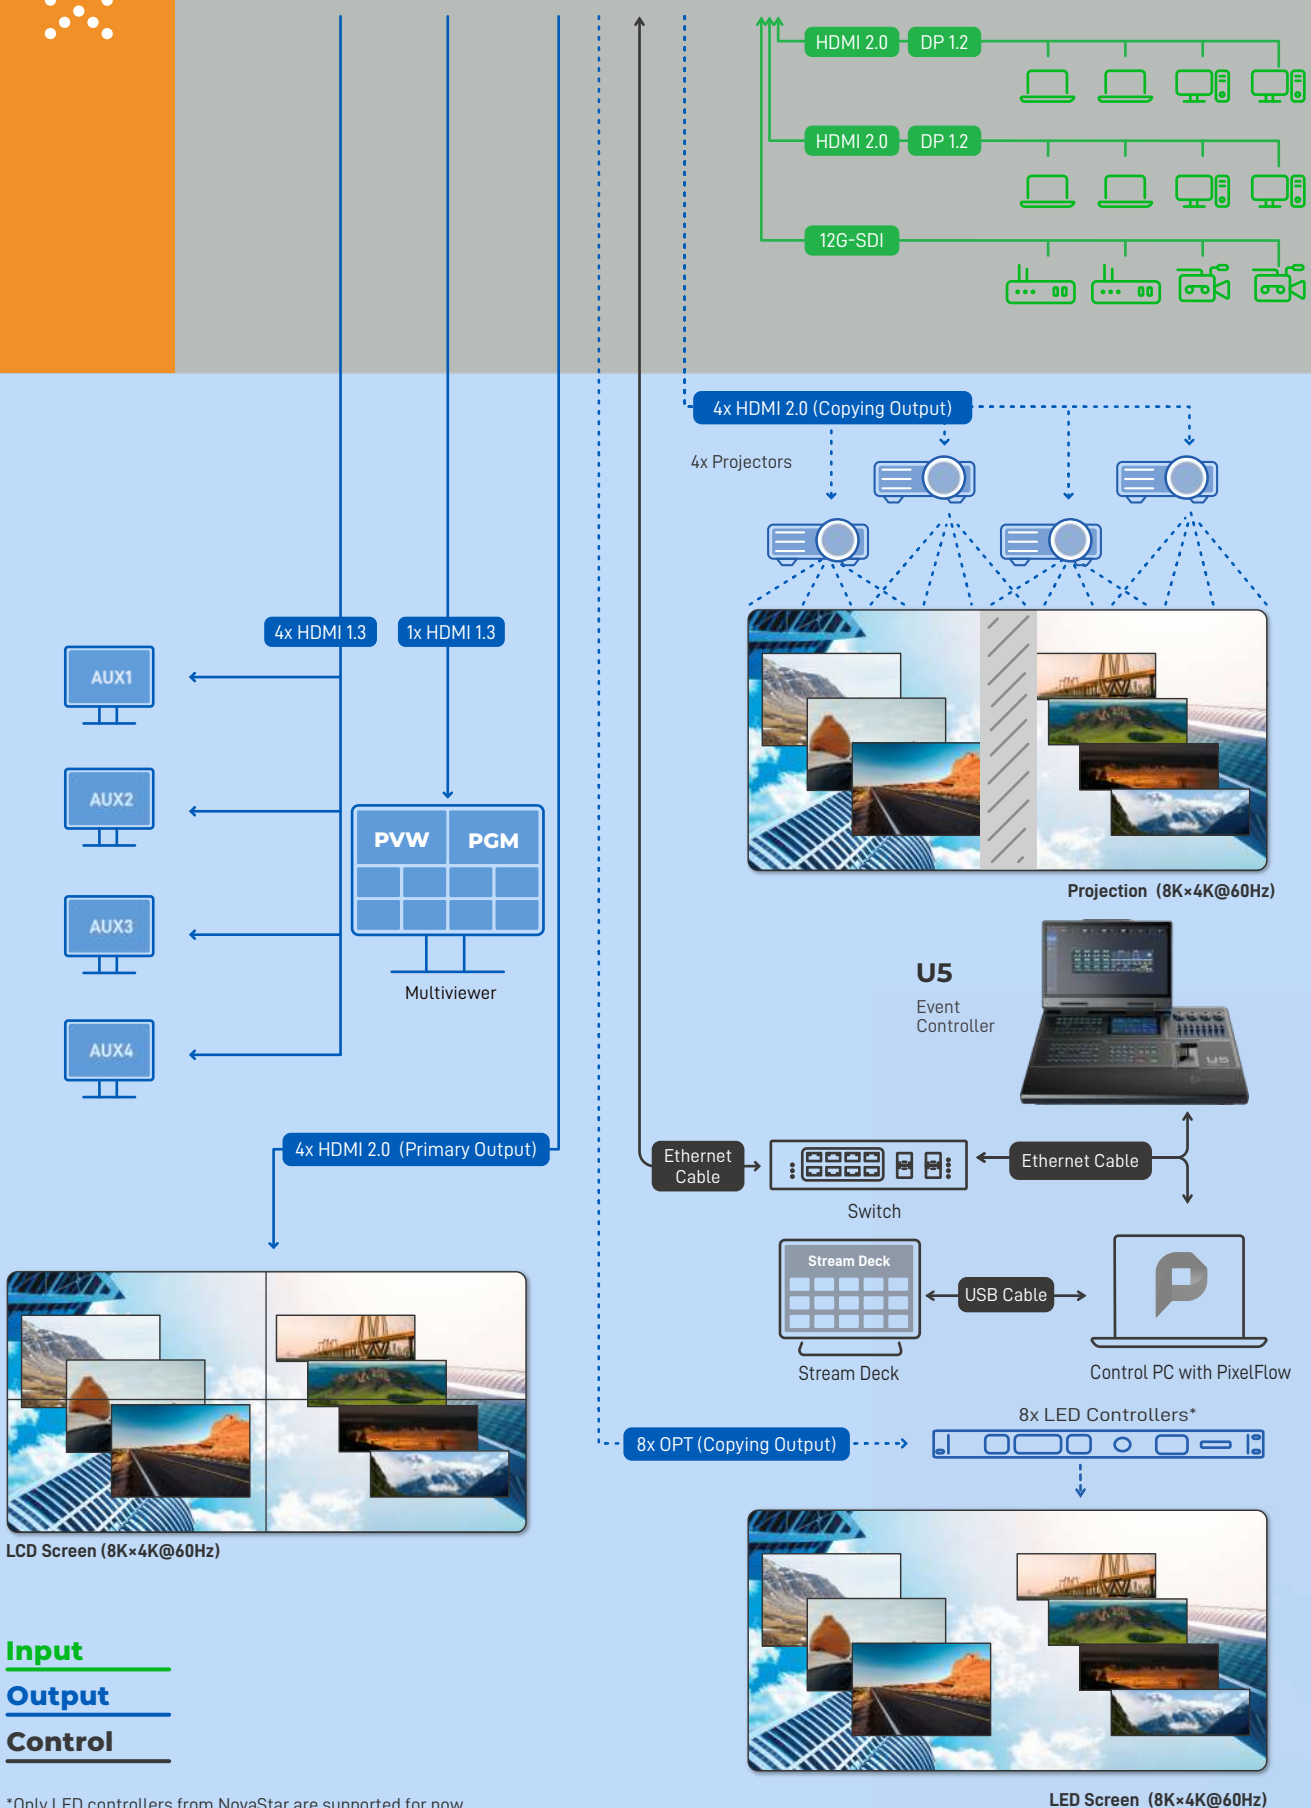 HDMI 2.0 DP 1.2
HDMI 2.0 DP 1.2
12G-SDI
4x HDMI 2.0 (Copying Output)
4x Projectors
4x HDMI 1.3 1x HDMI 1.3
AUX1
AUX2
AUX3
AUX4
PVW PGM
Multiviewer
Projection (8K×4K@60Hz)
U5
Event
Controller
U5
4x HDMI 2.0 (Primary Output)
Ethernet
Cable
Ethernet Cable
Switch
Stream Deck
USB Cable
Stream Deck
Control PC with PixelFlow
8x LED Controllers*
8x OPT (Copying Output)
LCD Screen (8K×4K@60Hz)
Input
Output
Control
*Only LED controllers from NovaStar are supported for now
LED Screen (8K×4K@60Hz)